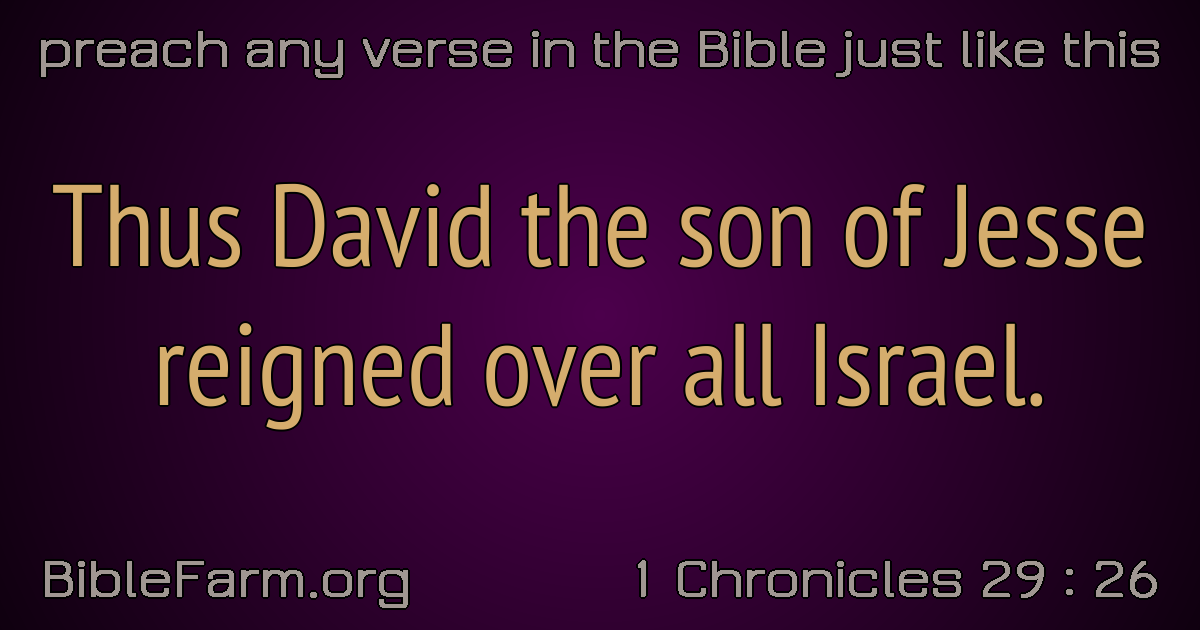 preach any verse in the Bible just like this
Thus David the son of Jesse
reigned over all Israel.
BibleFarm.org
1 Chronicles 29 : 26